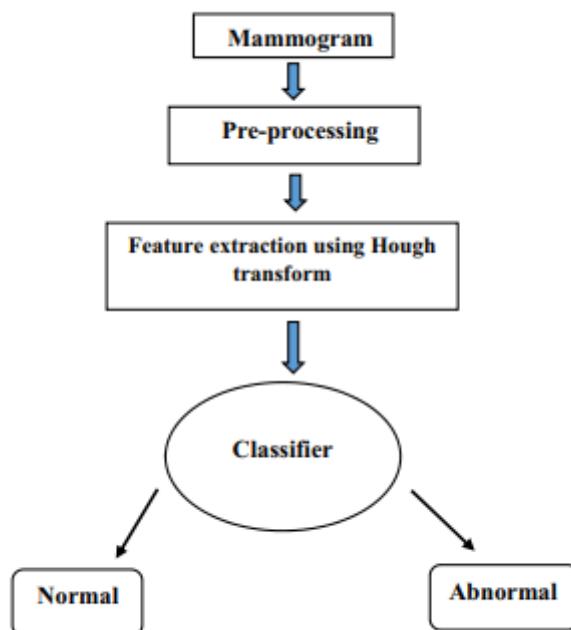 Mammogram
Pre-processing
Feature extraction using Hough
transform
Classifier
Normal
Abnormal